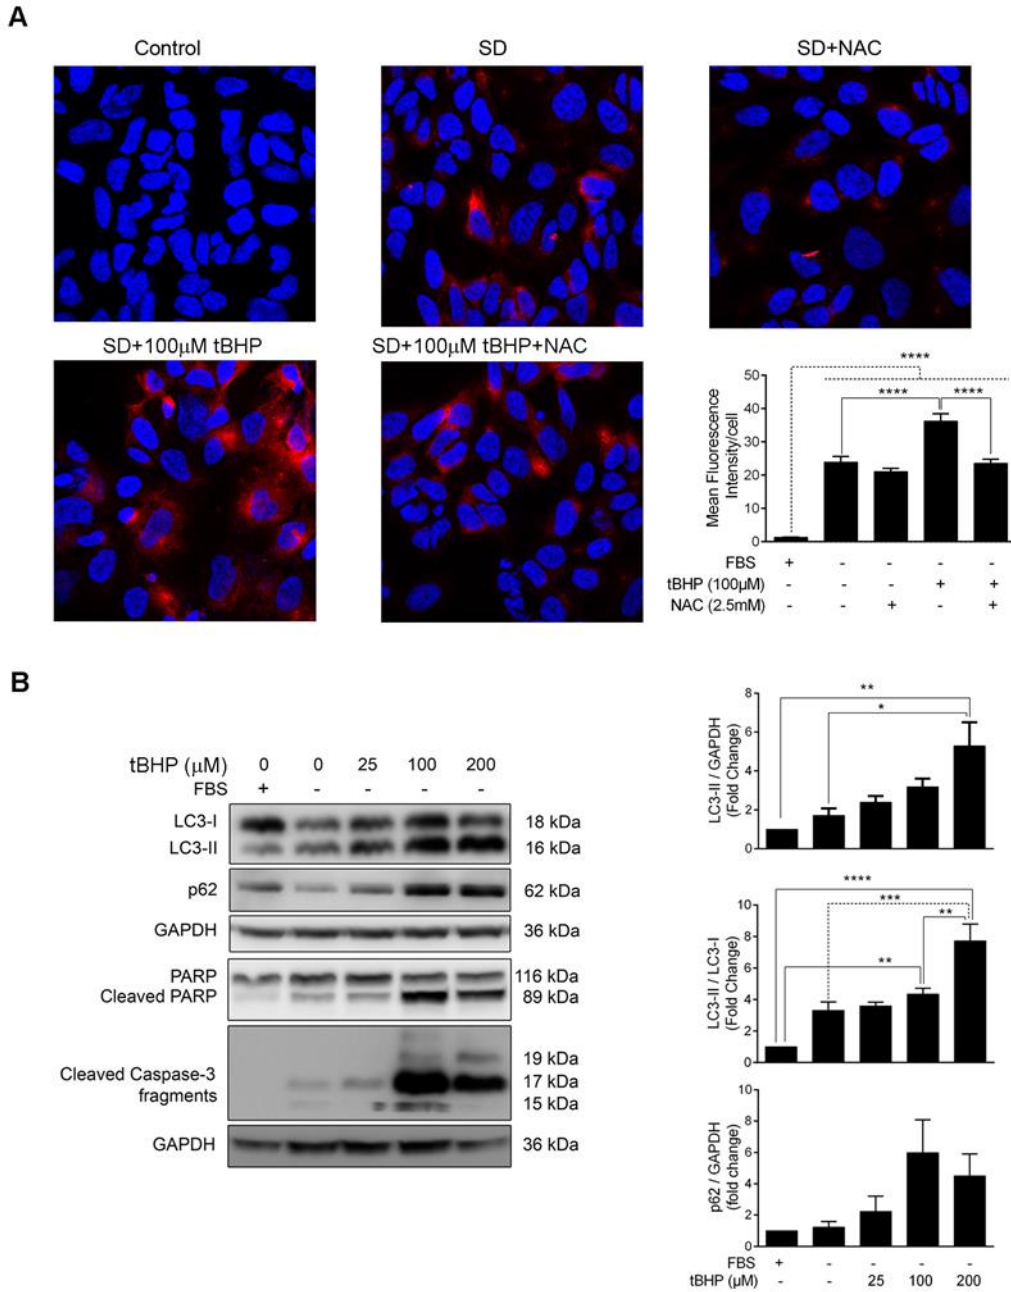 A
Control
SD
SD+NAC
SD+100μM tBHP
SD+100μM tBHP+NAC
****
**** ****
50
40
30
20
10
0
Mean Fluorescence
Intensity/cell
FBS + - - - -
tBHP (100μM) - - - + +
NAC (2.5mM) - - + - +
B
tBHP (μM) 0 0 25 100 200
FBS + - - - -
LC3-I 18 kDa
LC3-II 16 kDa
p62 62 kDa
GAPDH 36 kDa
PARP 116 kDa
Cleaved PARP 89 kDa
Cleaved Caspase-3
fragments
19 kDa
17 kDa
15 kDa
GAPDH 36 kDa
**
*
8
6
4
2
0
LC3-II / GAPDH
(Fold Change)
****
***
**
**
10
8
6
4
2
0
LC3-II / LC3-I
(Fold Change)
10
8
6
4
2
0
p62 / GAPDH
(fold change)
FBS + - - - -
tBHP (μM) - - 25 100 200